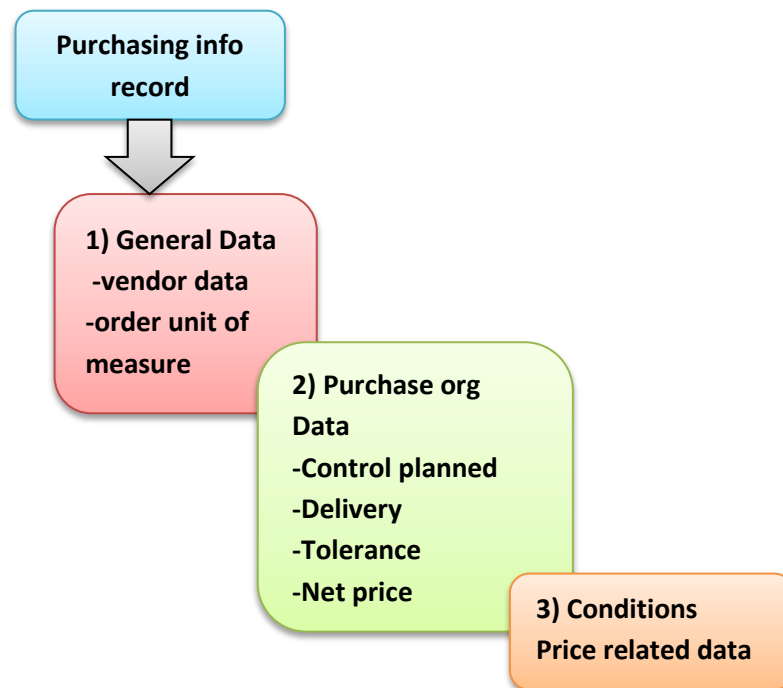 Purchasing info
record
1) General Data
-vendor data
-order unit of
measure
2) Purchase org
Data
-Control planned
-Delivery
-Tolerance
-Net price
3) Conditions
Price related data